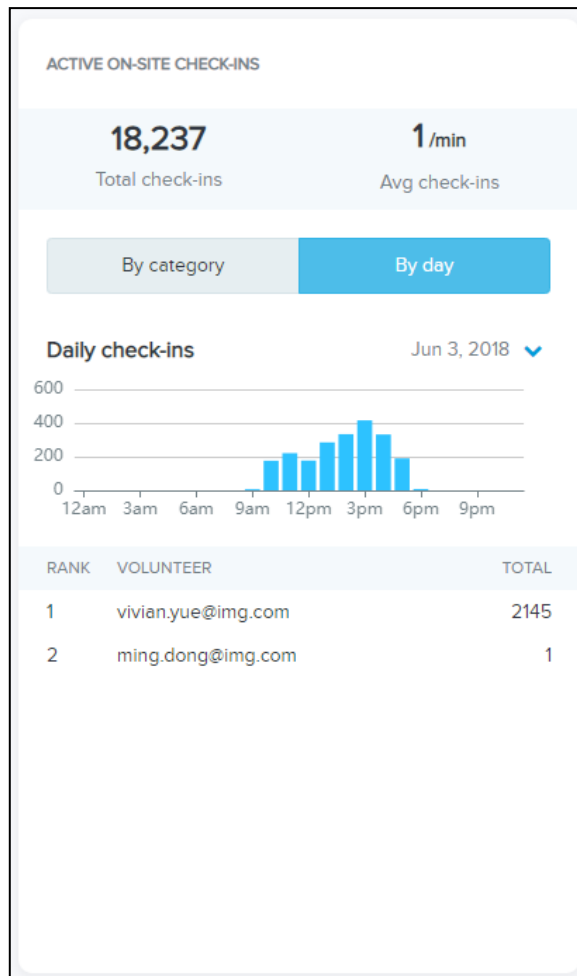 ACTIVE ON-SITE CHECK-INS
18,237 1/min
Total check-ins Avg check-ins
By category By day
Daily check-ins Jun 3, 2018
600
400
200
0
12am 3am 6am 9am 12pm 3pm 6pm 9pm
RANK VOLUNTEER TOTAL
1 vivian.yue@img.com 2145
2 ming.dong@img.com 1